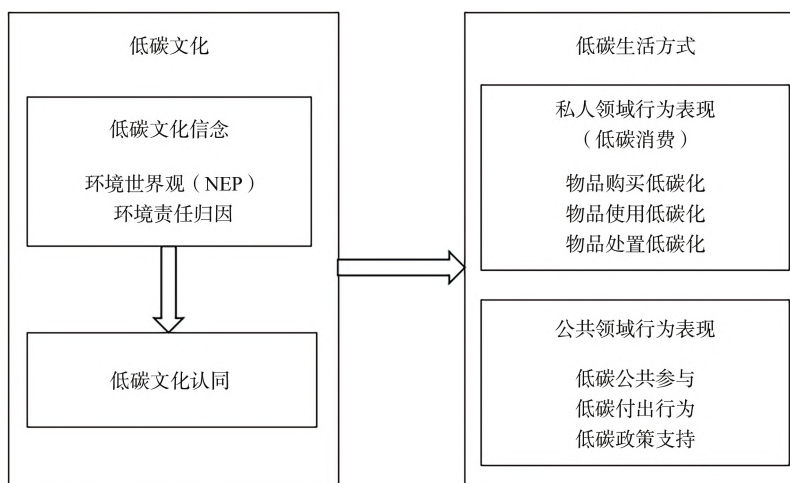 低碳文化
低碳文化信念
环境世界观（NEP）
环境责任归因
低碳文化认同
低碳生活方式
私人领域行为表现
（低碳消费）
物品购买低碳化
物品使用低碳化
物品处置低碳化
公共领域行为表现
低碳公共参与
低碳付出行为
低碳政策支持